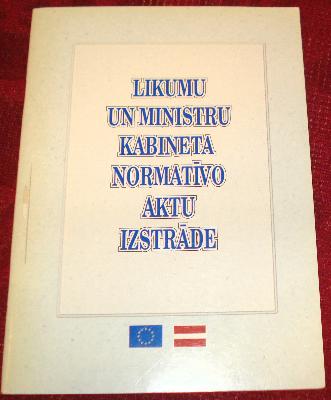 LIKUMU
UN MINISTRU
KABINETA
NORMATĪVO
AKTU
IZSTRĀDE